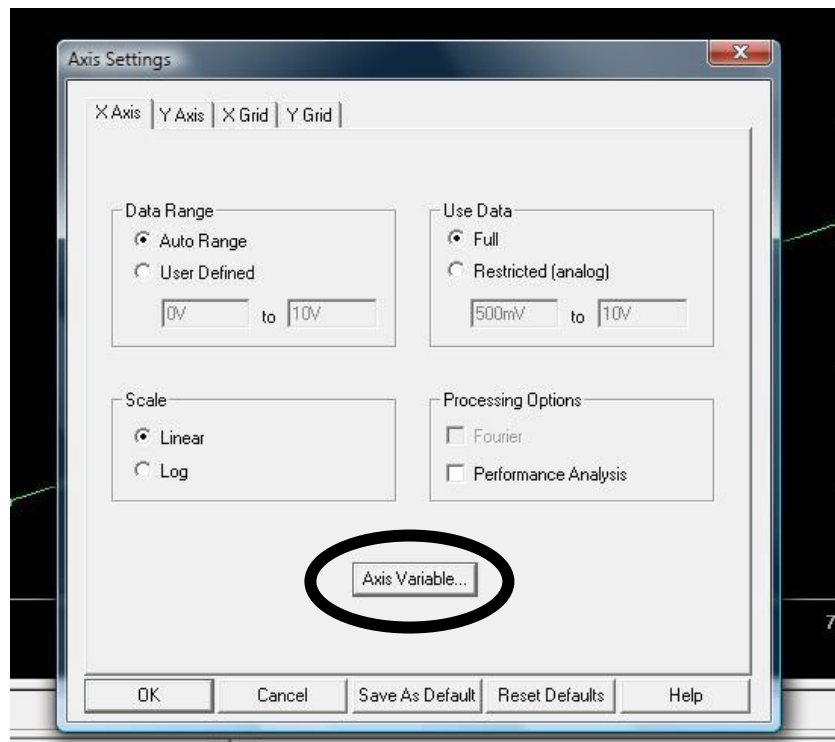 Axis Settings
X Axis Y Axis X Grid Y Grid
Data Range
Auto Range
User Defined
0V to 10V
Use Data
Full
Restricted (analog)
500mV to 10V
Scale
Linear
Log
Processing Options
Fourier
Performance Analysis
Axis Variable...
7
OK Cancel Save As Default Reset Defaults Help